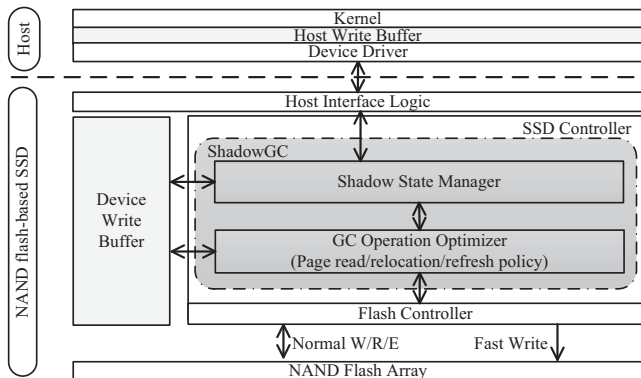 Host
Kernel
Host Write Buffer
Device Driver
NAND flash-based SSD
Host Interface Logic
SSD Controller
ShadowGC
Device
Write
Buffer
Shadow State Manager
GC Operation Optimizer
(Page read/relocation/refresh policy)
Flash Controller
Normal W/R/E
Fast Write
NAND Flash Array